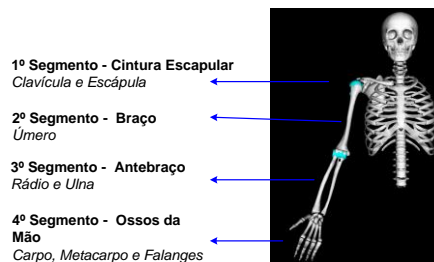 1º Segmento - Cintura Escapular
Clavícula e Escápula
2º Segmento - Braço
Úmero
3º Segmento - Antebraço
Rádio e Ulna
4º Segmento - Ossos da
Mão
Carpo, Metacarpo e Falanges